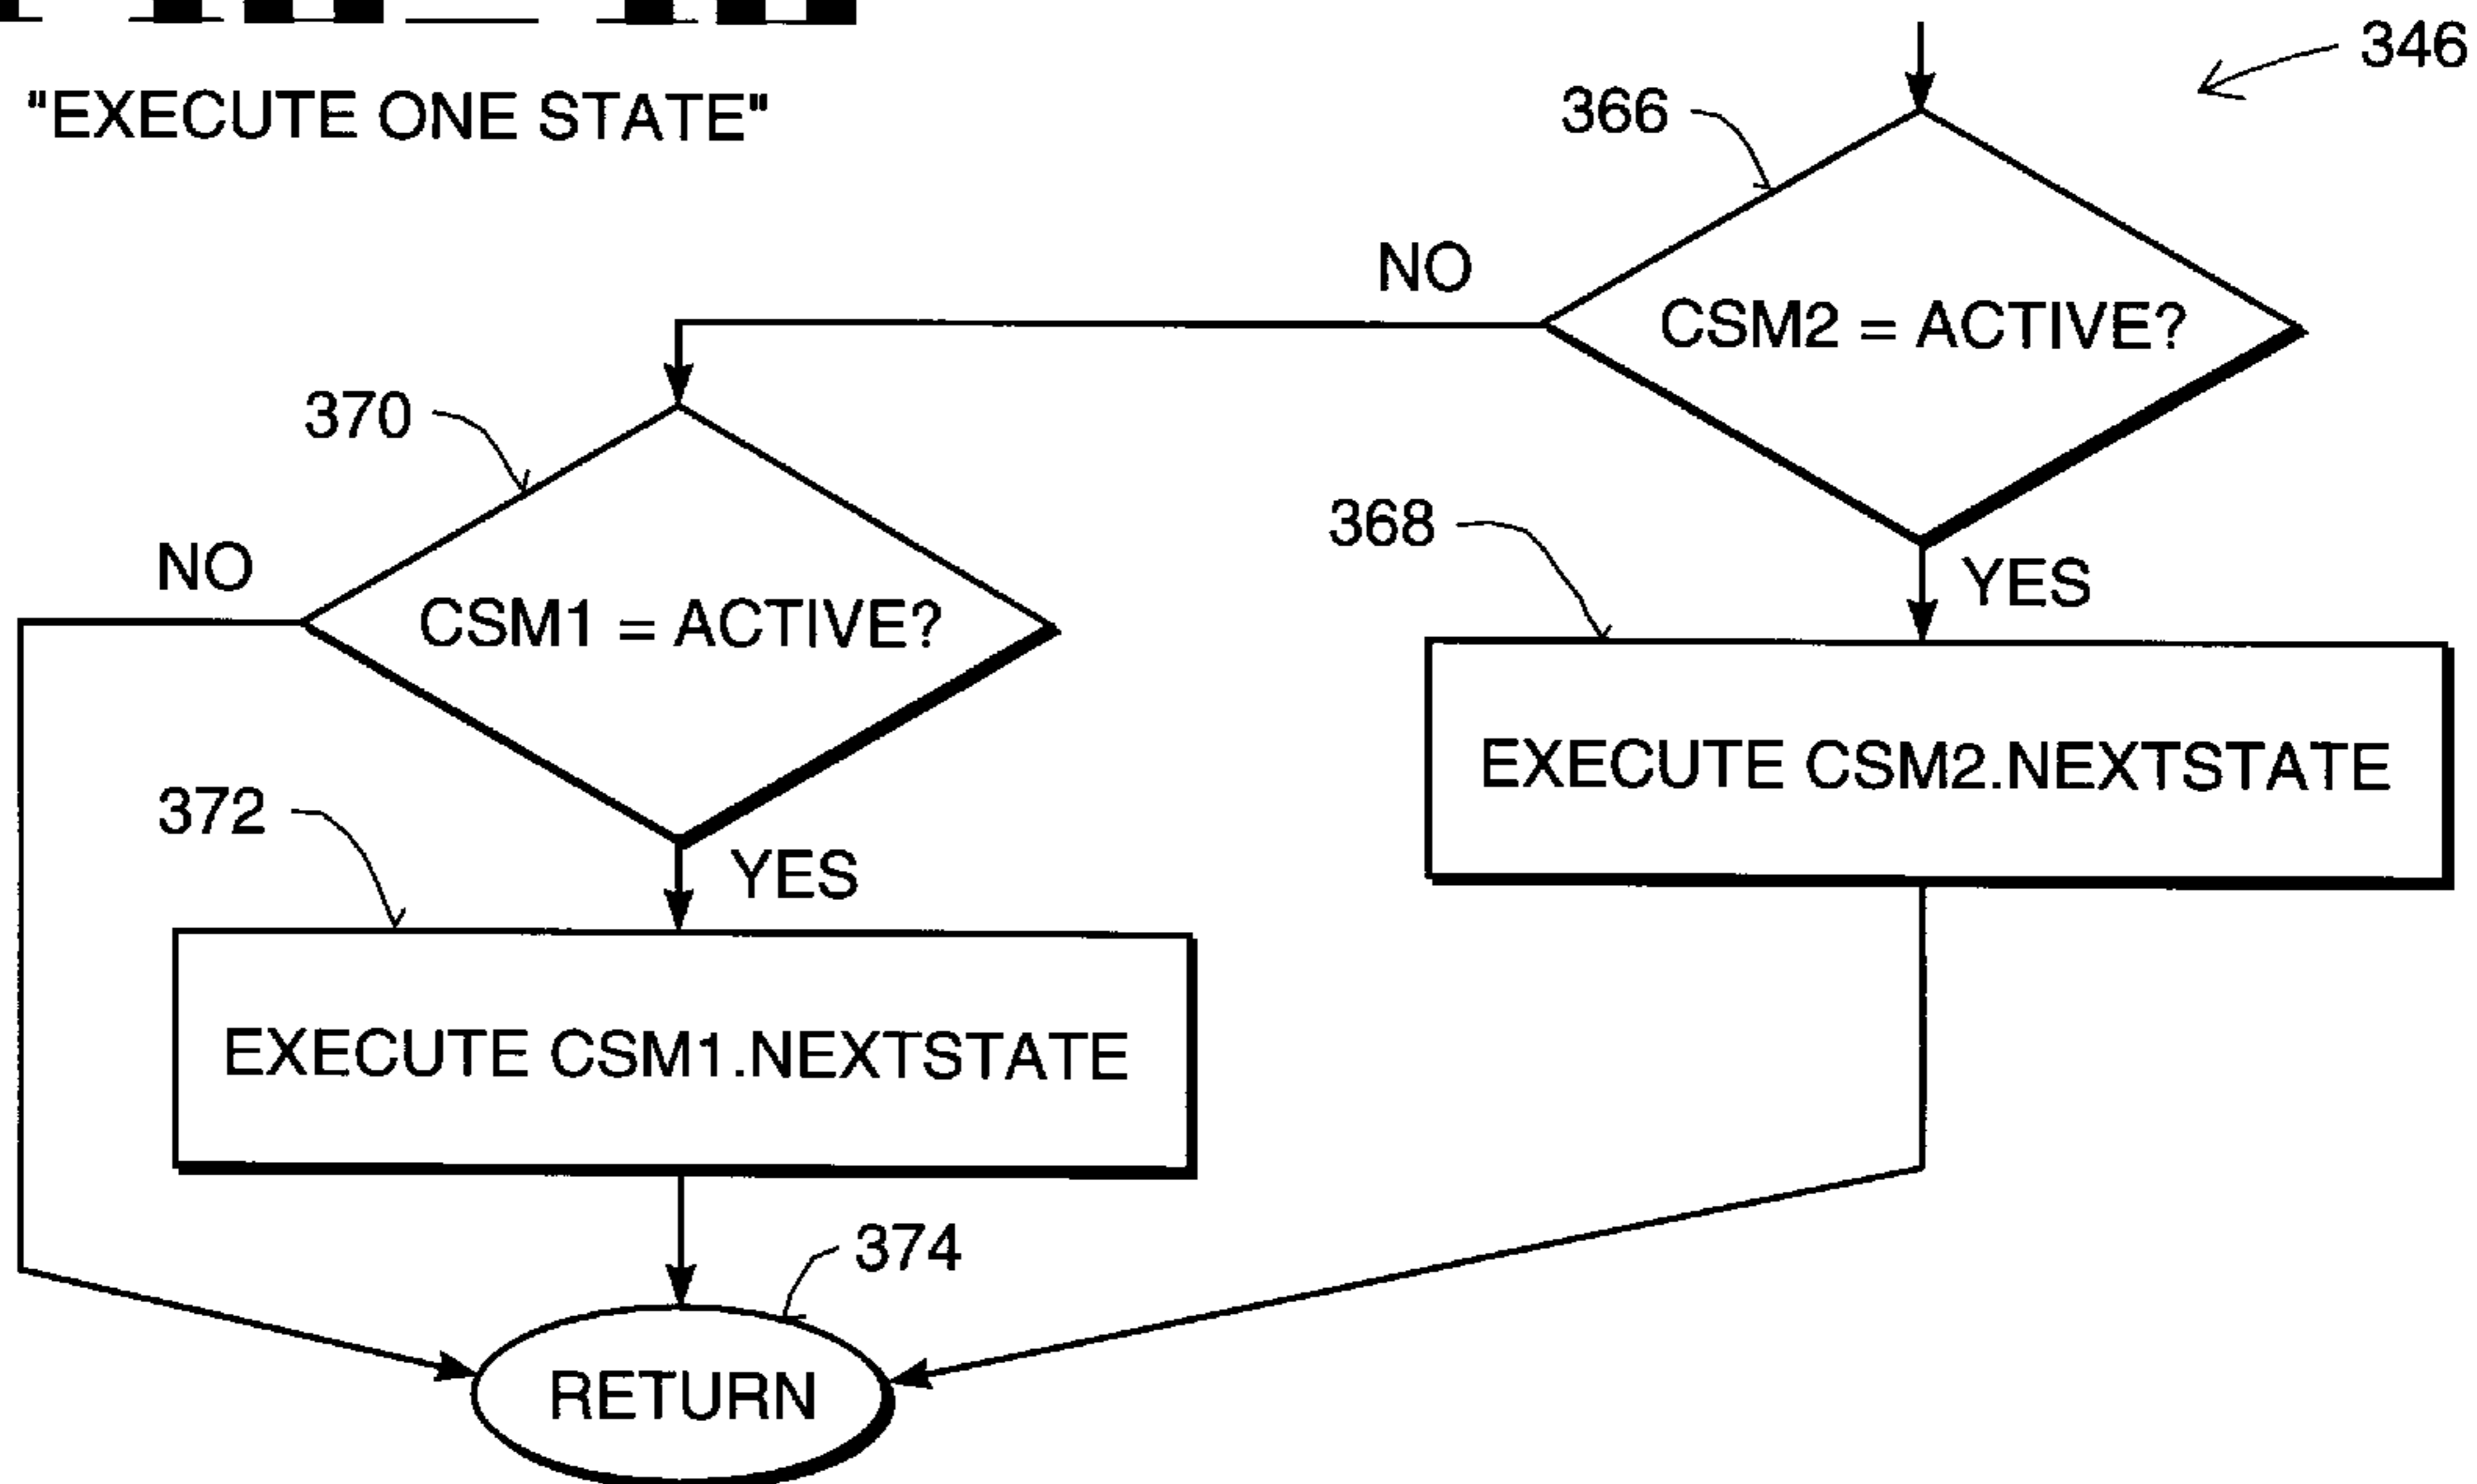 "EXECUTE ONE STATE"
346
366
NO
CSM2 = ACTIVE?
370
368
NO
YES
CSM1 = ACTIVE?
EXECUTE CSM2.NEXTSTATE
372
YES
EXECUTE CSM1.NEXTSTATE
374
RETURN